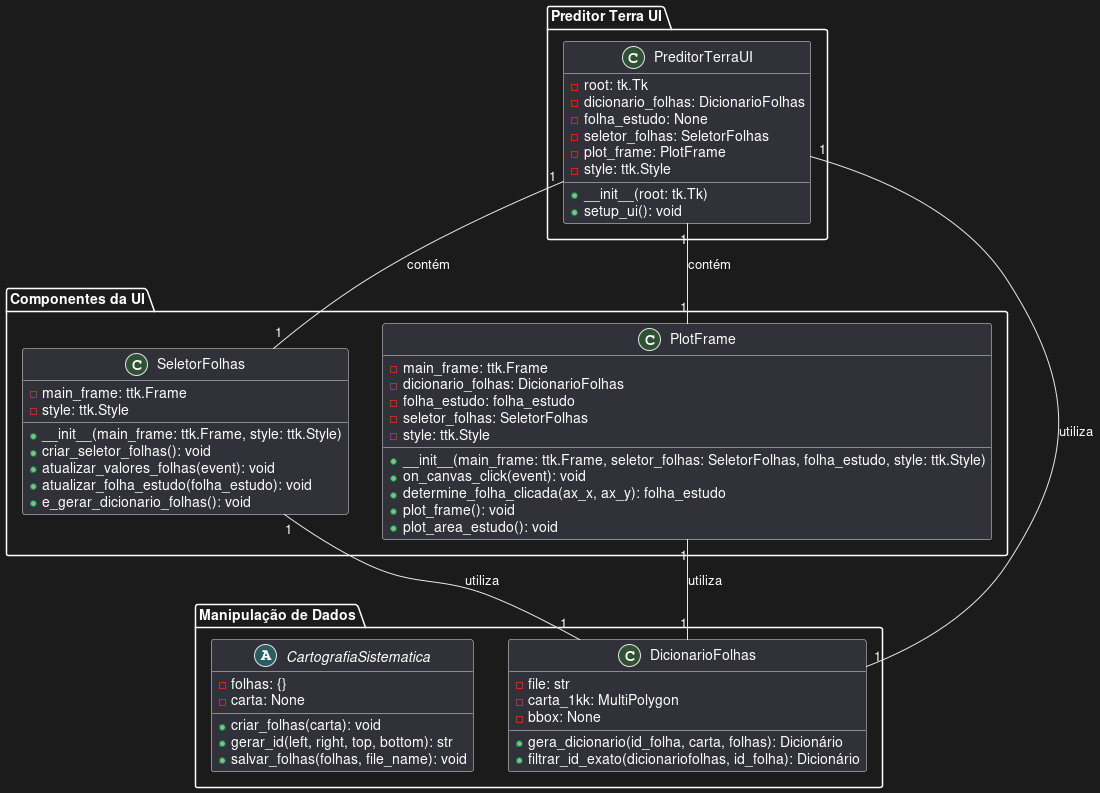 Preditor Terra UI
C PreditorTerraUI
root: tk.Tk
dicionario_folhas: DicionarioFolhas
folha_estudo: None
seletor_folhas: SeletorFolhas
plot_frame: PlotFrame
style: ttk.Style
__init__(root: tk.Tk)
setup_ui(): void
1
1
1
contém
contém
utiliza
Componentes da UI
1
1
C SeletorFolhas
main_frame: ttk.Frame
style: ttk.Style
__init__(main_frame: ttk.Frame, style: ttk.Style)
criar_seletor_folhas(): void
atualizar_valores_folhas(event): void
atualizar_folha_estudo(folha_estudo): void
e_gerar_dicionario_folhas(): void
C PlotFrame
main_frame: ttk.Frame
dicionario_folhas: DicionarioFolhas
folha_estudo: folha_estudo
seletor_folhas: SeletorFolhas
style: ttk.Style
__init__(main_frame: ttk.Frame, seletor_folhas: SeletorFolhas, folha_estudo, style: ttk.Style)
on_canvas_click(event): void
determine_folha_clicada(ax_x, ax_y): folha_estudo
plot_frame(): void
plot_area_estudo(): void
1
1
utiliza
utiliza
Manipulação de Dados
1
1
1
A CartografiaSistematica
folhas: {}
carta: None
criar_folhas(carta): void
gerar_id(left, right, top, bottom): str
salvar_folhas(folhas, file_name): void
C DicionarioFolhas
file: str
carta_1kk: MultiPolygon
bbox: None
gera_dicionario(id_folha, carta, folhas): Dicionário
filtrar_id_exato(dicionariofolhas, id_folha): Dicionário